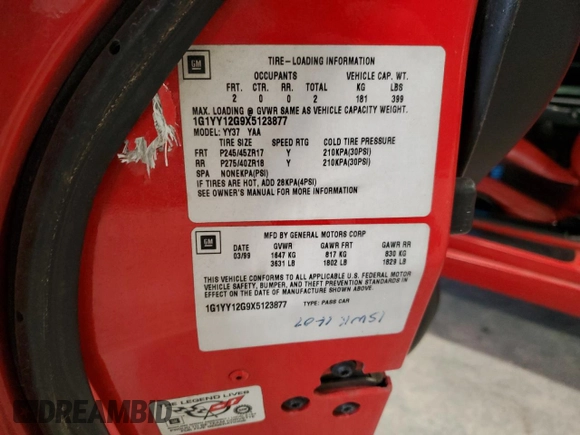 GM
TIRE-LOADING INFORMATION
OCCUPANTS VEHICLE CAP. WT.
FRT. CTR. RR. TOTAL KG LBS
2 0 0 2 181 399
MAX. LOADING @ GVWR SAME AS VEHICLE CAPACITY WEIGHT.
1G1YY12G9X5123877
MODEL: YY37 YAA
TIRE SIZE SPEED RTG COLD TIRE PRESSURE
FRT P245/45ZR17 Y 210KPA(30PSI)
RR P275/40ZR18 Y 210KPA(30PSI)
SPA NONEKPA(PSI)
IF TIRES ARE HOT, ADD 28KPA(4PSI)
SEE OWNER'S MANUAL FOR MORE INFORMATION
GM
MFD BY GENERAL MOTORS CORP
DATE GVWR GAWR FRT GAWR RR
03/99 1647 KG 817 KG 830 KG
3631 LB 1802 LB 1829 LB
THIS VEHICLE CONFORMS TO ALL APPLICABLE U.S. FEDERAL MOTOR
VEHICLE SAFETY, BUMPER, AND THEFT PREVENTION STANDARDS IN
EFFECT ON THE DATE OF MANUFACTURE SHOWN ABOVE.
1G1YY12G9X5123877 TYPE: PASS CAR
LEGEND LIVES
DREAMBID